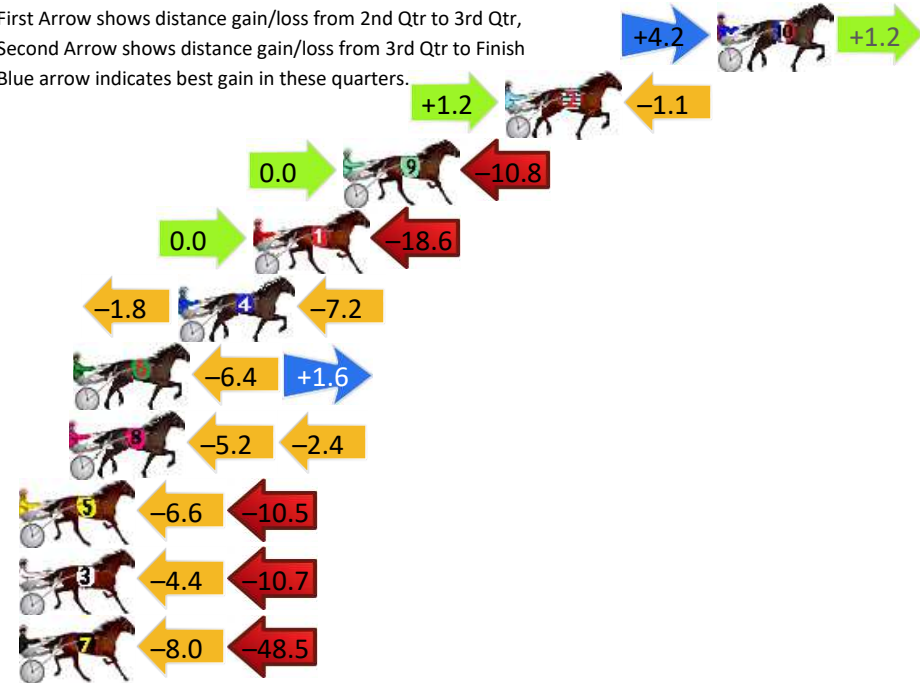 First Arrow shows distance gain/loss from 2nd Qtr to 3rd Qtr,
Second Arrow shows distance gain/loss from 3rd Qtr to Finish
Blue arrow indicates best gain in these quarters.
+4.2 10 +1.2
+1.2 2 –1.1
0.0 9 –10.8
0.0 1 –18.6
–1.8 4 –7.2
6 –6.4 +1.6
8 –5.2 –2.4
5 –6.6 –10.5
3 –4.4 –10.7
7 –8.0 –48.5